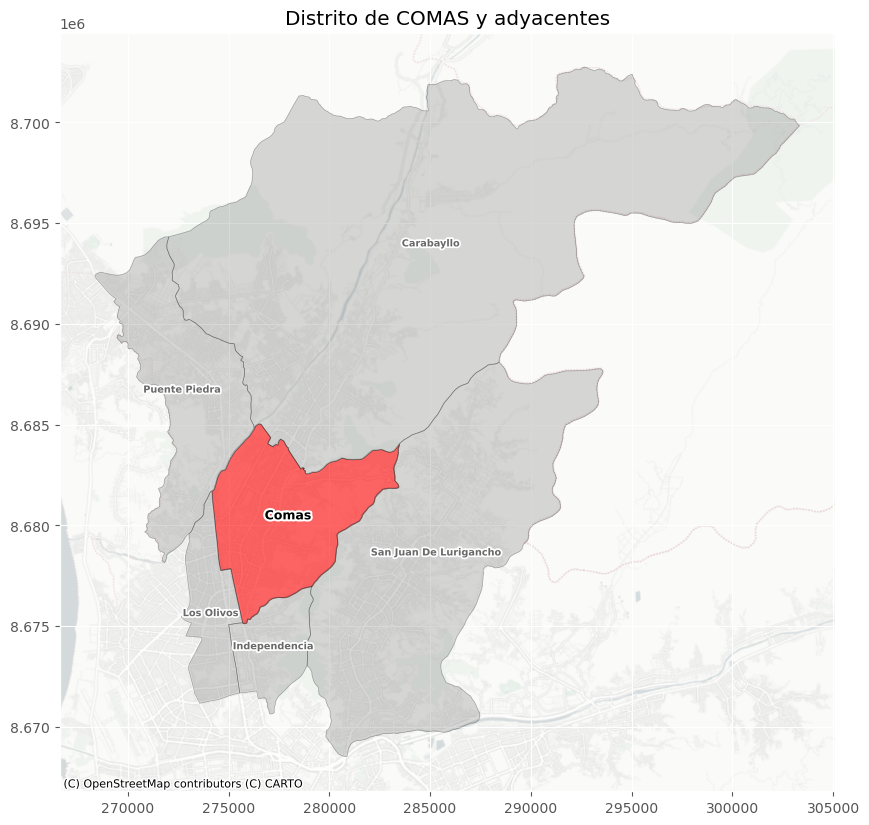 Distrito de COMAS y adyacentes
1e6
8.700
8.695
Carabayllo
8.690
Puente Piedra
8.685
Comas
8.680
San Juan De Lurigancho
Los Olivos
8.675
Independencia
8.670
(C) OpenStreetMap contributors (C) CARTO
270000 275000 280000 285000 290000 295000 300000 305000